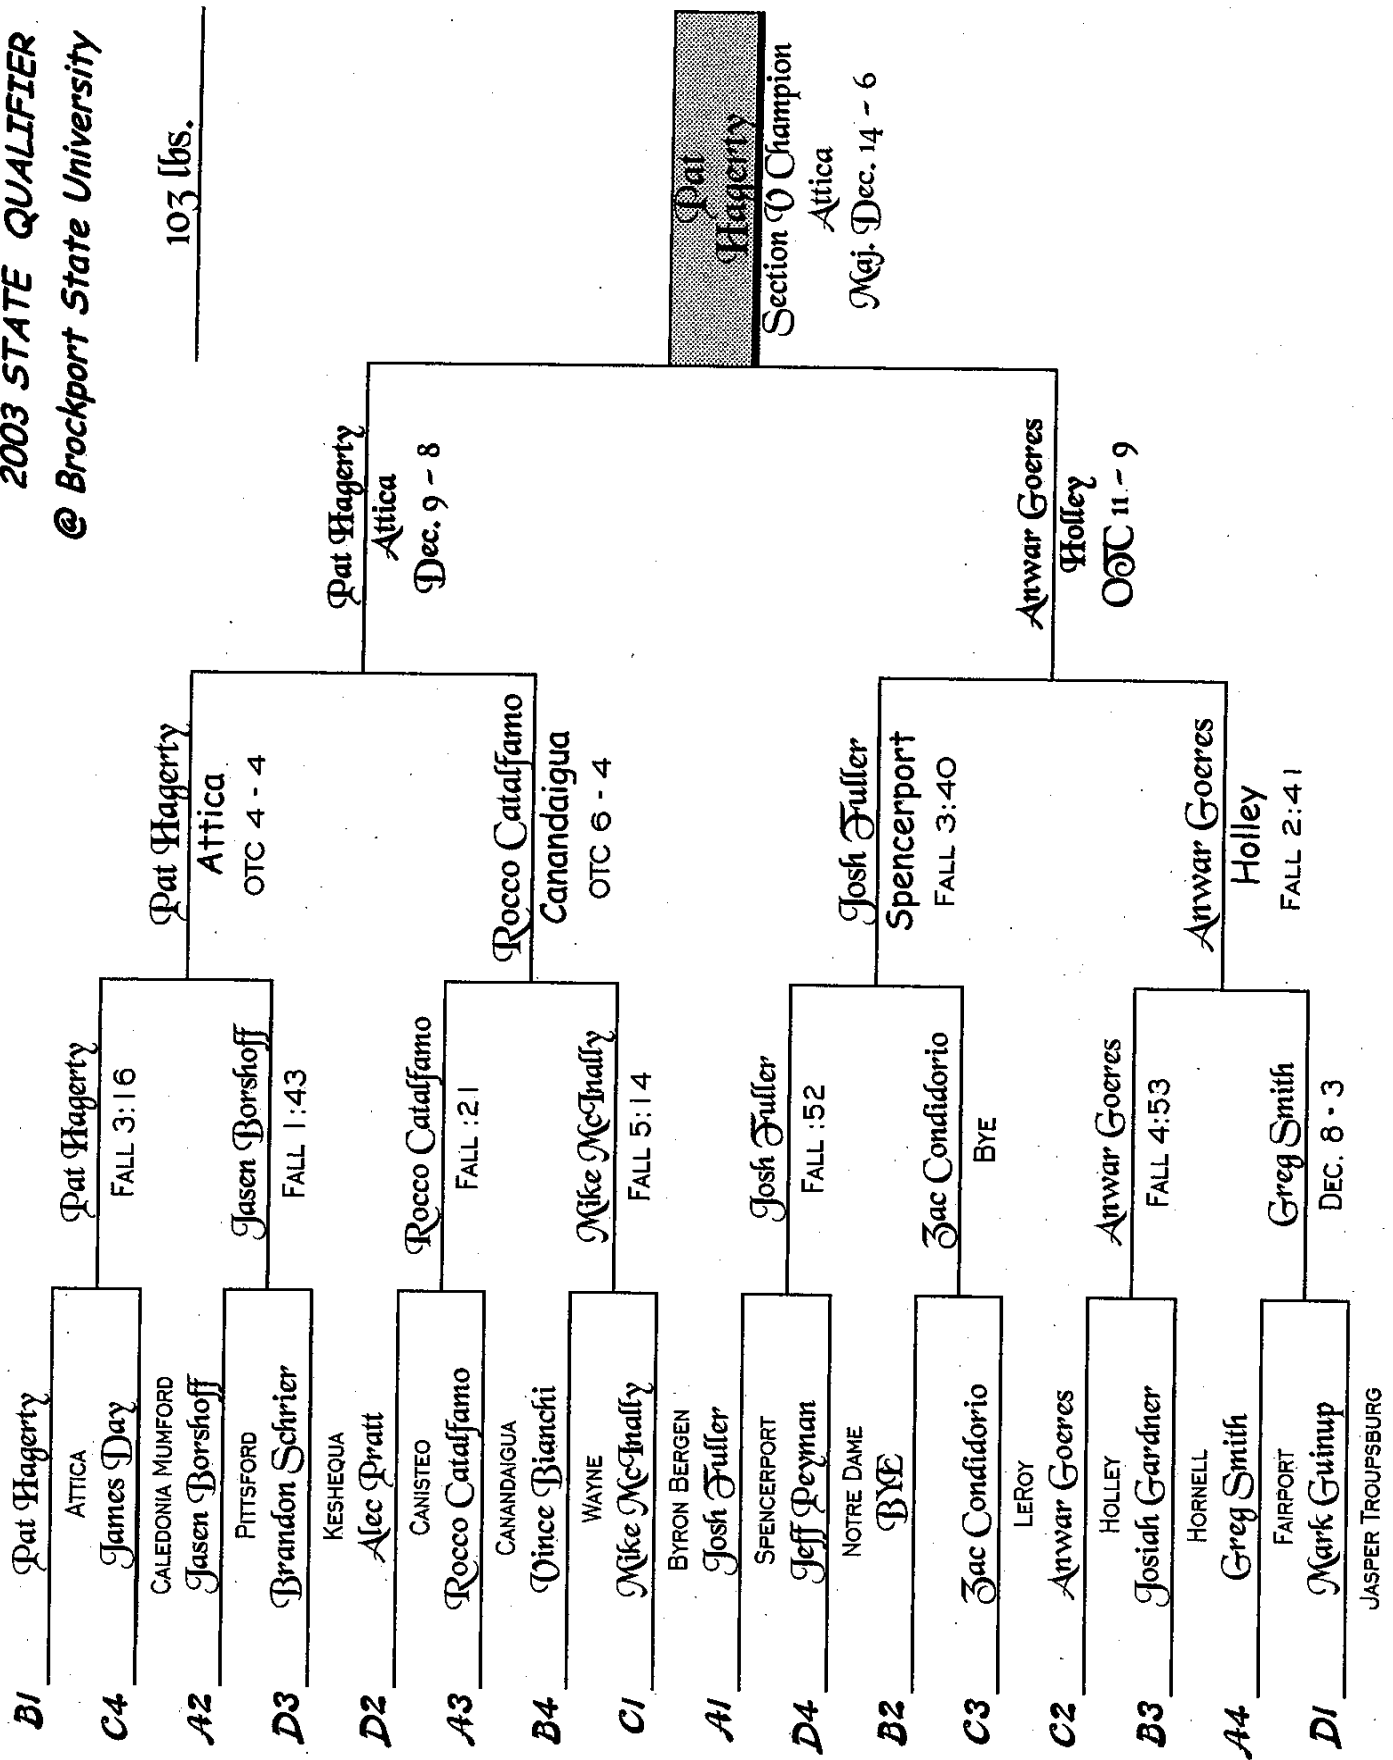 2003 STATE QUALIFIER
@ Brockport State University
103 lbs.
B1
Pat Hagerty
ATTICA
C4
James Day
CALEDONIA MUMFORD
A2
Jasen Borshoff
PITTSFORD
D3
Brandon Schrier
KESHEQUA
D2
Alec Pratt
CANISTEO
A3
Rocco Catalfamo
CANANDAIGUA
B4
Vince Bianchi
WAYNE
C1
Mike McInally
BYRON BERGEN
A1
Josh Fuller
SPENCERPORT
D4
Jeff Peyman
NOTRE DAME
B2
BYE
C3
Zac Condidorio
LEROY
C2
Anwar Goeres
HOLLEY
B3
Josiah Gardner
HORNELL
A4
Greg Smith
FAIRPORT
D1
Mark Guinup
JASPER TROUPSBURG
Pat Hagerty
FALL 3:16
Jasen Borshoff
FALL 1:43
Rocco Catalfamo
FALL :21
Mike McInally
FALL 5:14
Josh Fuller
FALL :52
Zac Condidorio
BYE
Anwar Goeres
FALL 4:53
Greg Smith
DEC. 8 - 3
Pat Hagerty
Attica
OTC 4 - 4
Rocco Catalfamo
Canandaigua
OTC 6 - 4
Josh Fuller
Spencerport
FALL 3:40
Anwar Goeres
Holley
FALL 2:41
Pat Hagerty
Attica
Dec. 9 - 8
Anwar Goeres
Holley
OTC 11 - 9
Pat
Hagerty
Section V Champion
Attica
Maj. Dec. 14 - 6